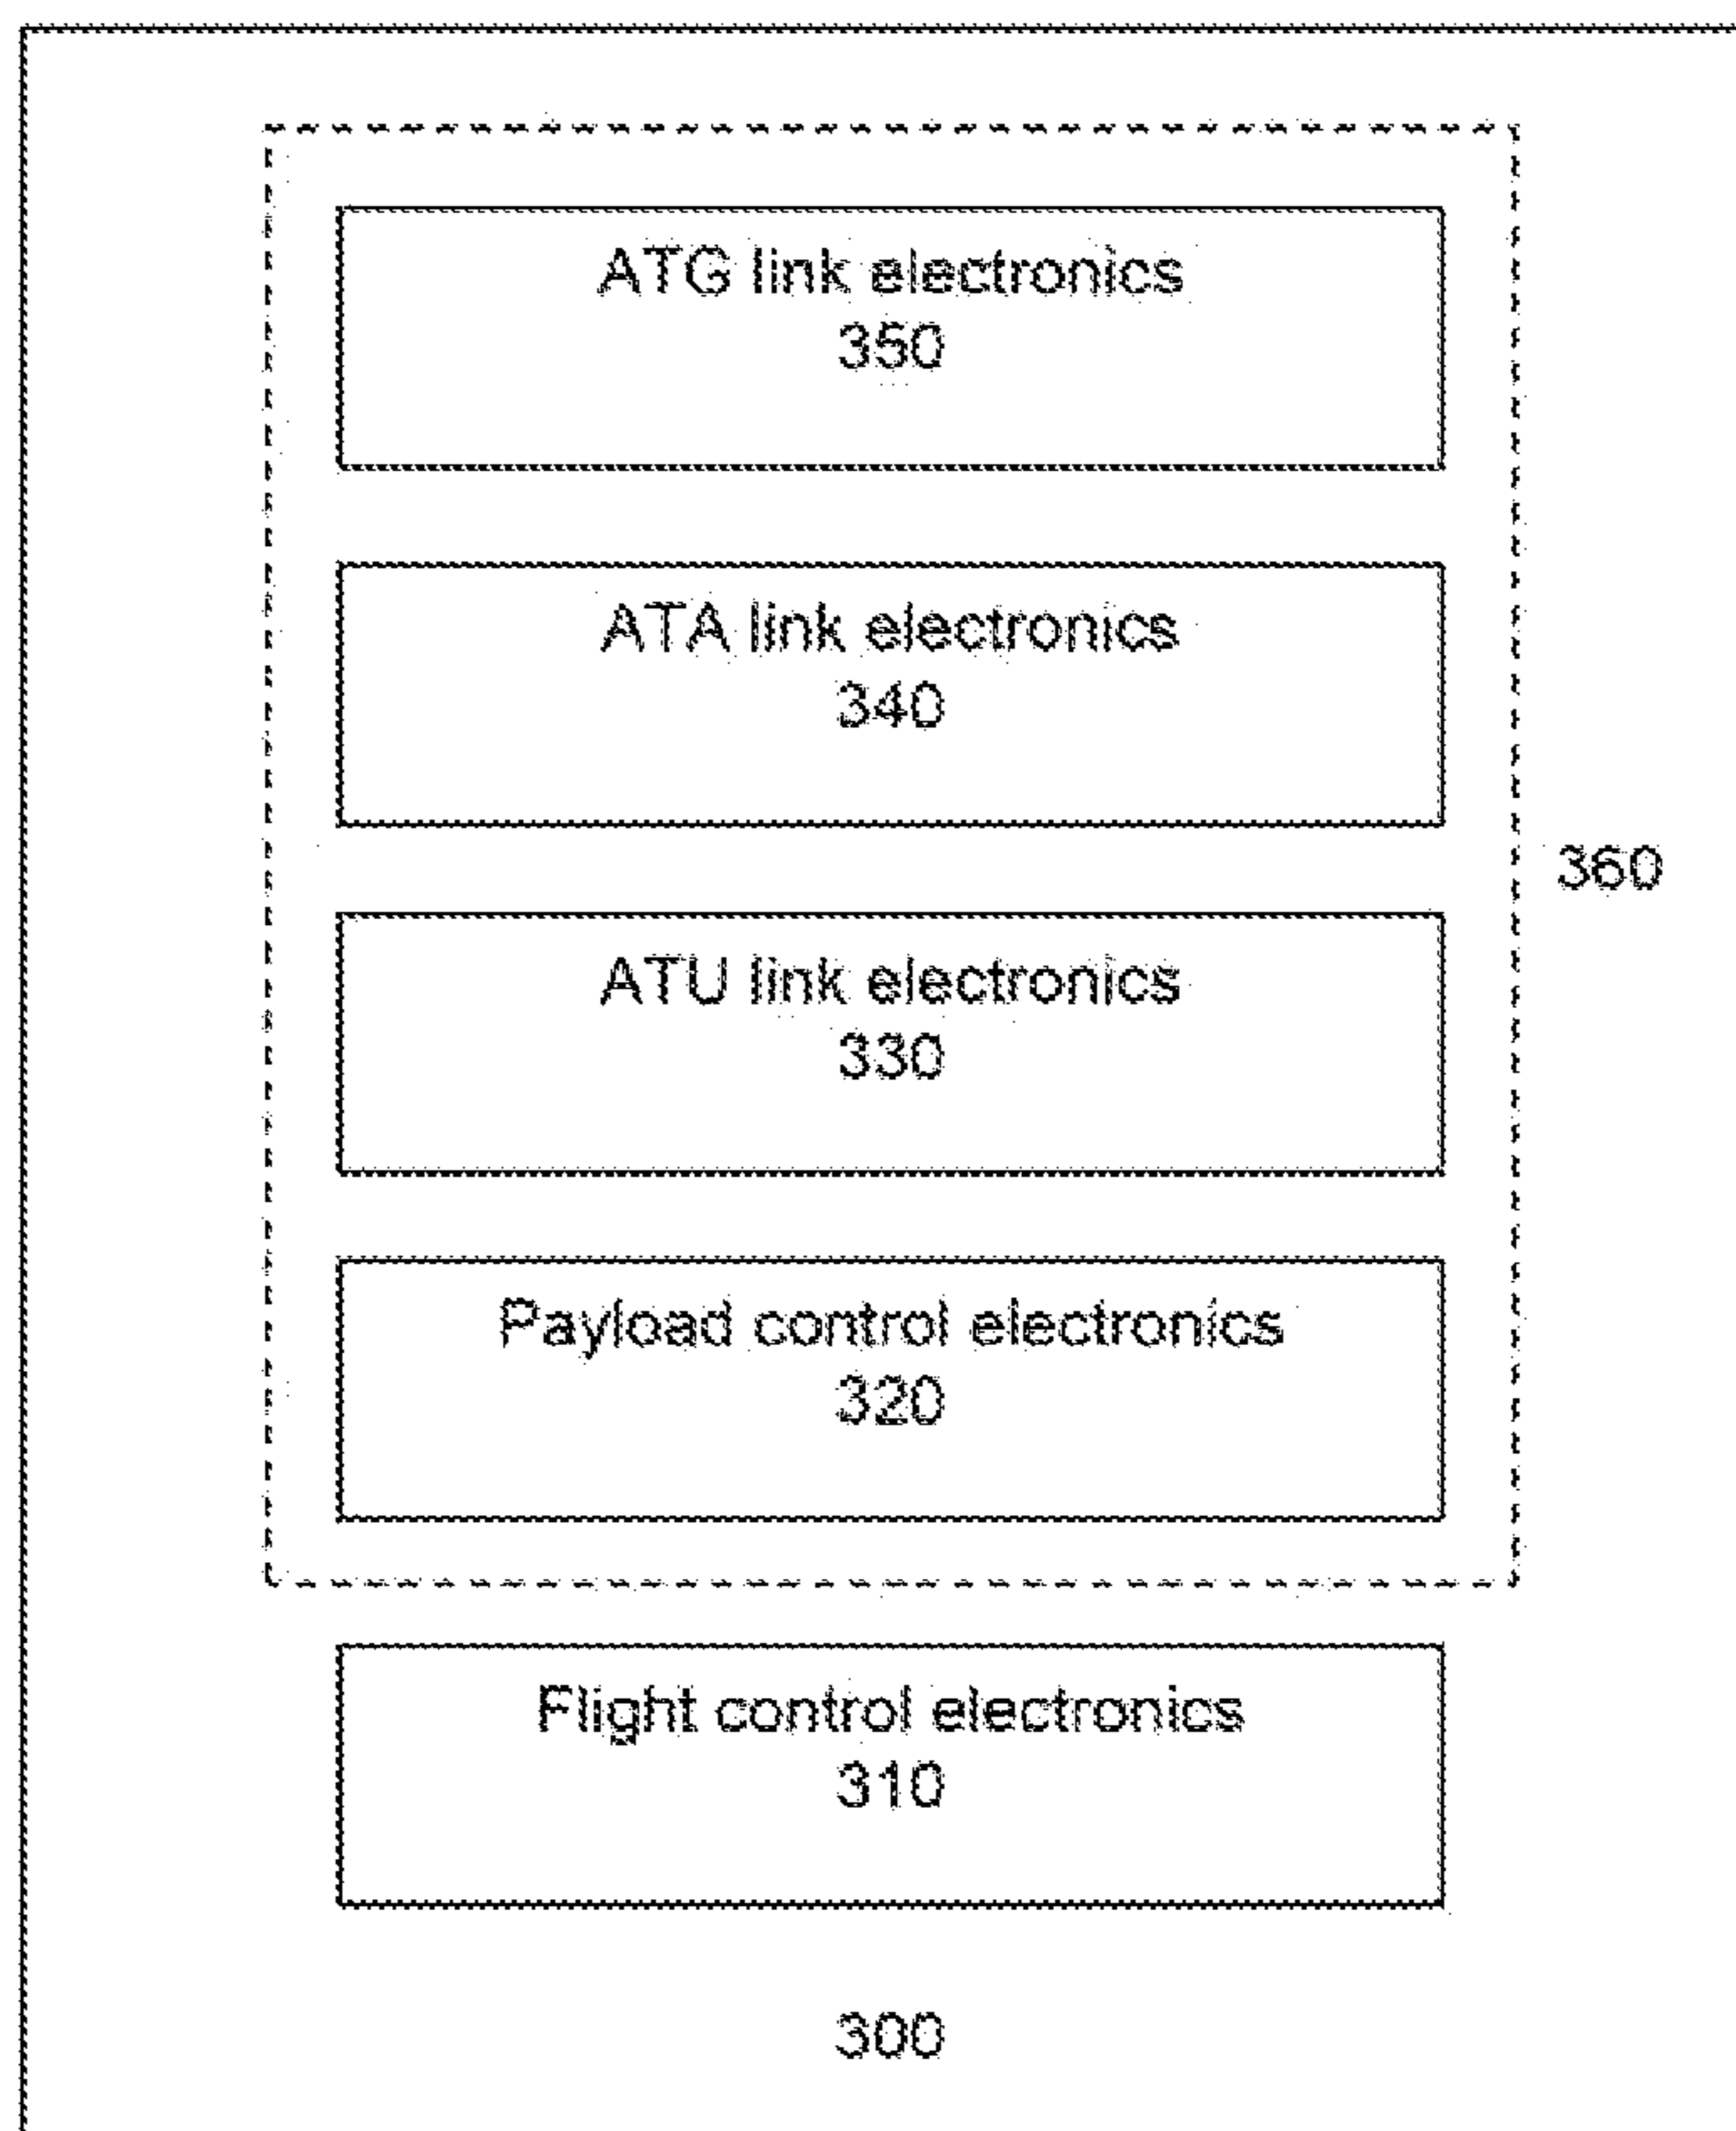 ATG link electronics
350
ATA link electronics
340
360
ATU link electronics
330
Payload control electronics
320
Flight control electronics
310
300